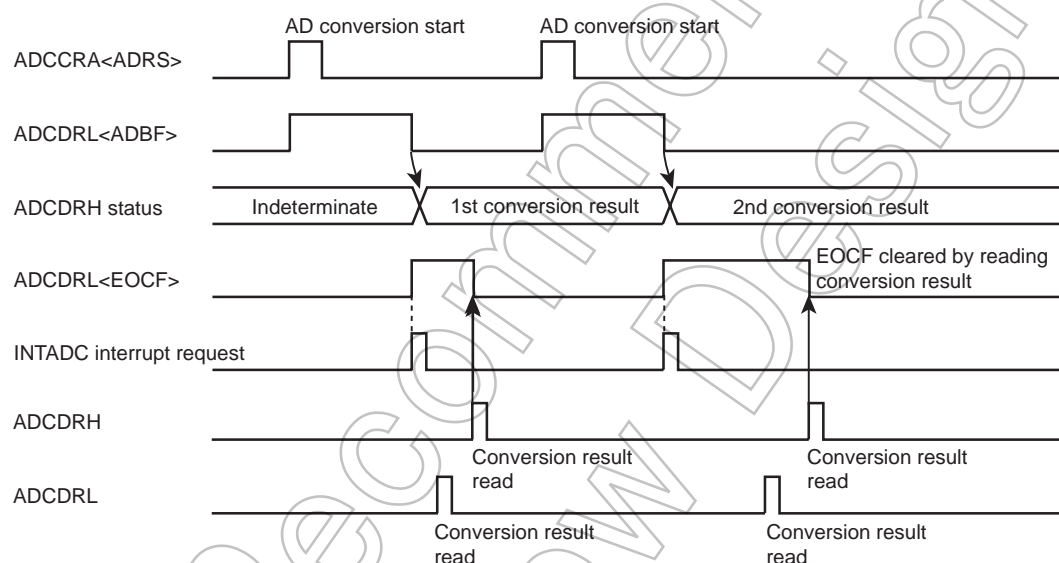 AD conversion start AD conversion start
ADCCRA<ADRS>
ADCDRL<ADBF>
ADCDRH status Indeterminate 1st conversion result 2nd conversion result
EOCF cleared by reading
conversion result
ADCDRL<EOCF>
INTADC interrupt request
ADCDRH
Conversion result
read
Conversion result
read
ADCDRL
Conversion result
read
Conversion result
read